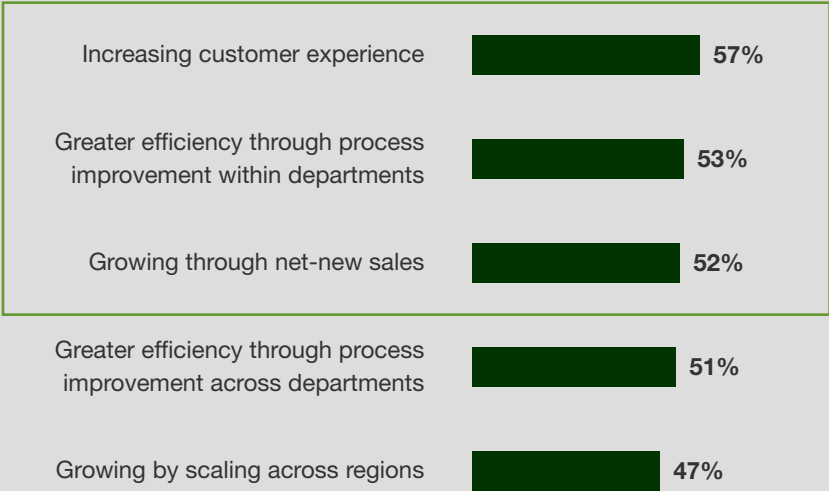 Increasing customer experience 57%
Greater efficiency through process
improvement within departments 53%
Growing through net-new sales 52%
Greater efficiency through process
improvement across departments 51%
Growing by scaling across regions 47%